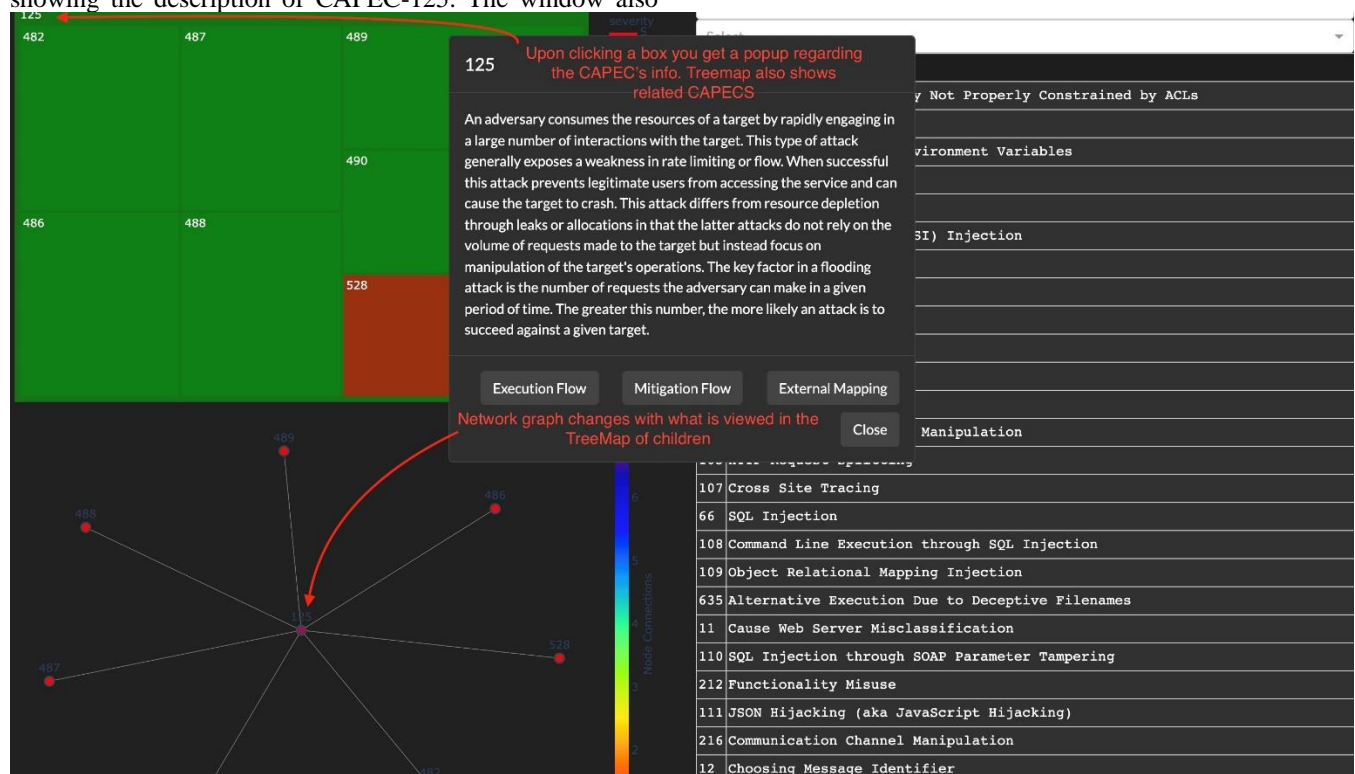 showing the description of CAPEC-125. The window also
125
severity
482
487
489
Select
125
Upon clicking a box you get a popup regarding
the CAPEC's info. Treemap also shows
related CAPECS
An adversary consumes the resources of a target by rapidly engaging in
a large number of interactions with the target. This type of attack
generally exposes a weakness in rate limiting or flow. When successful
this attack prevents legitimate users from accessing the service and can
cause the target to crash. This attack differs from resource depletion
through leaks or allocations in that the latter attacks do not rely on the
volume of requests made to the target but instead focus on
manipulation of the target's operations. The key factor in a flooding
attack is the number of requests the adversary can make in a given
period of time. The greater this number, the more likely an attack is to
succeed against a given target.
490
486
488
528
Execution Flow
Mitigation Flow
External Mapping
Network graph changes with what is viewed in the
TreeMap of children
Close
y Not Properly Constrained by ACLs
vironment Variables
SI) Injection
Manipulation
107 Cross Site Tracing
66 SQL Injection
108 Command Line Execution through SQL Injection
109 Object Relational Mapping Injection
635 Alternative Execution Due to Deceptive Filenames
11 Cause Web Server Misclassification
110 SQL Injection through SOAP Parameter Tampering
212 Functionality Misuse
111 JSON Hijacking (aka JavaScript Hijacking)
216 Communication Channel Manipulation
12 Choosing Message Identifier
489
486
488
125
528
487
482
6
5
4
3
2
Node Connections